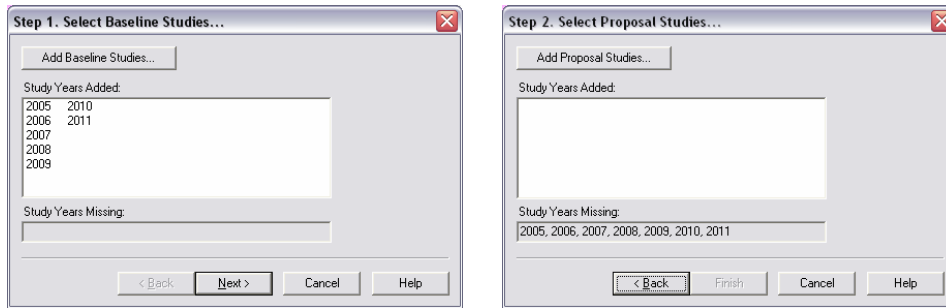 Step 1. Select Baseline Studies...
Add Baseline Studies...
Study Years Added:
2005 2010
2006 2011
2007
2008
2009
Study Years Missing:
< Back Next > Cancel Help
Step 2. Select Proposal Studies...
Add Proposal Studies...
Study Years Added:
Study Years Missing:
2005, 2006, 2007, 2008, 2009, 2010, 2011
< Back Finish Cancel Help